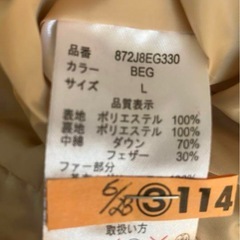 品番 872J8EG330
カラー BEG
サイズ L
品質表示
表地 ポリエステル 100%
裏地 ポリエステル 100%
中綿 ダウン 70%
フェザー 30%
ファー部分
6/25 S 114
取扱い方